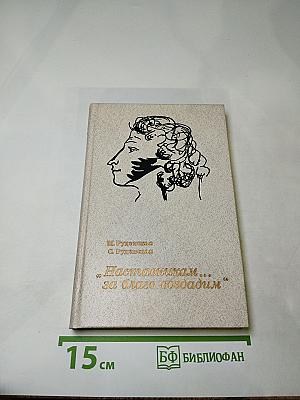 М. Руденская
С. Руденская
„Наставникам...
за благо воздадим“
15 см
БФ БИБЛИОФАН